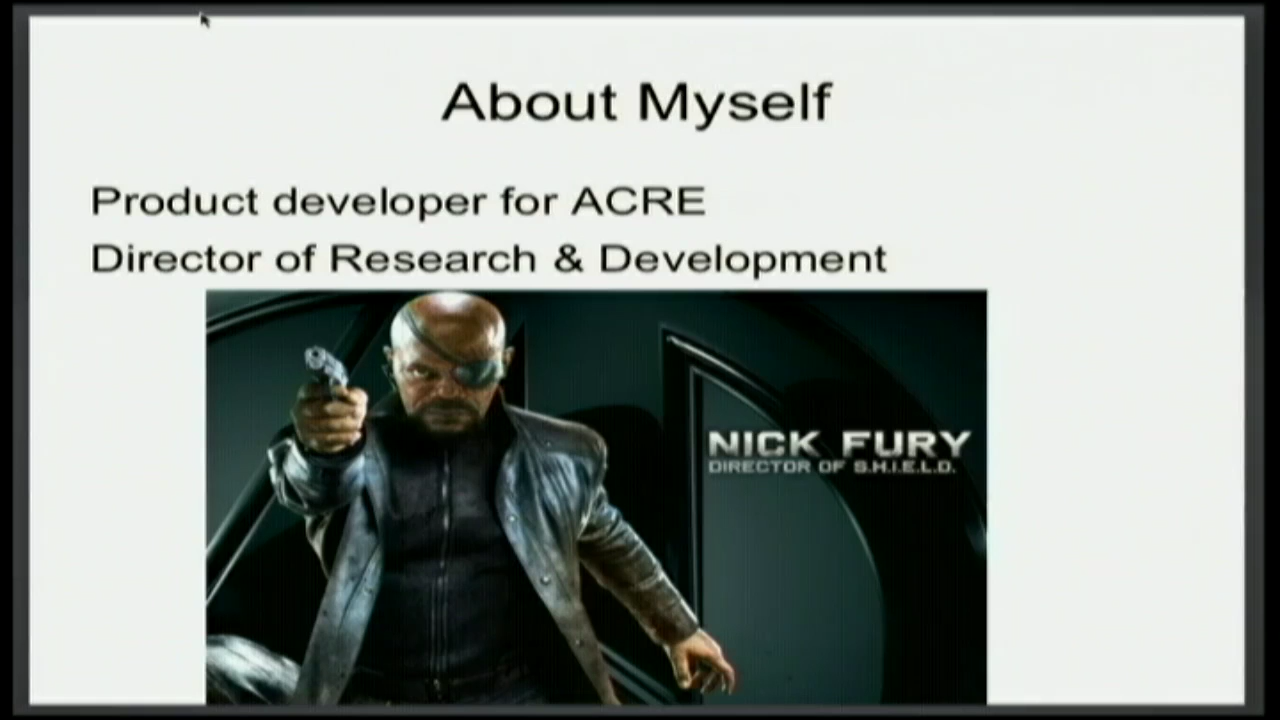 About Myself
Product developer for ACRE
Director of Research & Development
NICK FURY
DIRECTOR OF S.H.I.E.L.D.